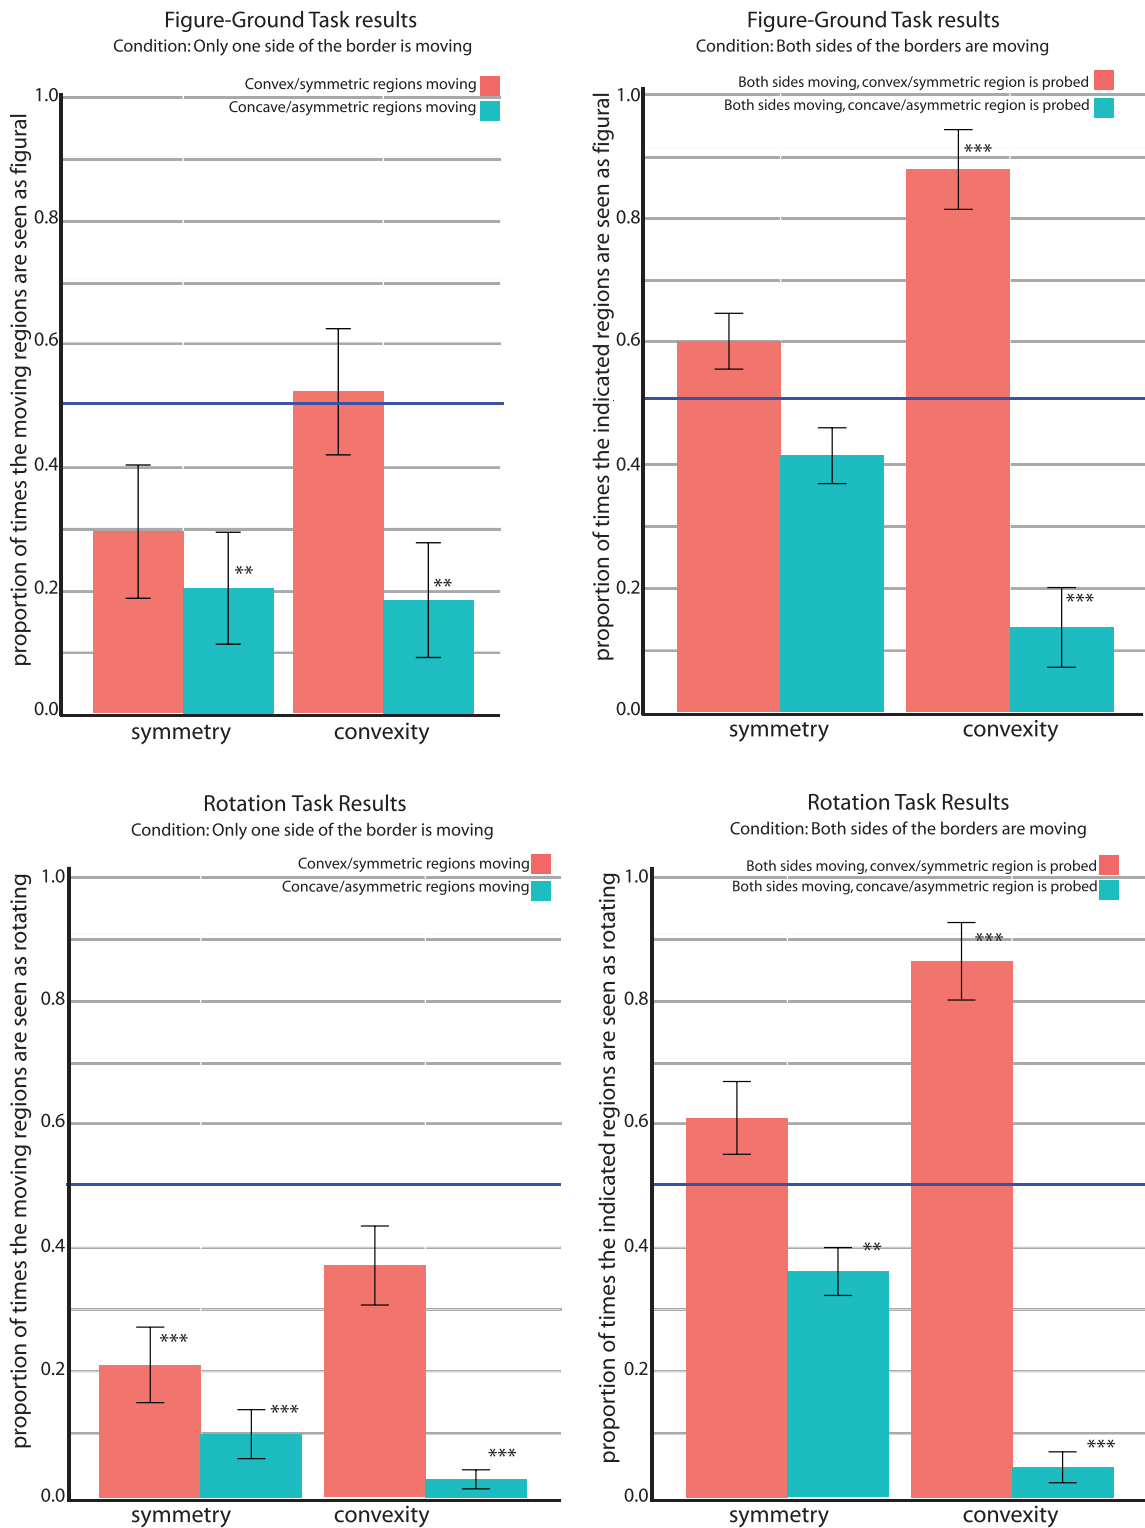 Figure-Ground Task results
Condition: Only one side of the border is moving
Convex/symmetric regions moving
Concave/asymmetric regions moving
proportion of times the moving regions are seen as figural
1.0
0.8
0.6
0.4
0.2
0.0
**
**
symmetry
convexity
Figure-Ground Task results
Condition: Both sides of the borders are moving
Both sides moving, convex/symmetric region is probed
Both sides moving, concave/asymmetric region is probed
proportion of times the indicated regions are seen as figural
1.0
0.8
0.6
0.4
0.2
0.0
***
***
symmetry
convexity
Rotation Task Results
Condition: Only one side of the border is moving
Convex/symmetric regions moving
Concave/asymmetric regions moving
proportion of times the moving regions are seen as rotating
1.0
0.8
0.6
0.4
0.2
0.0
***
***
***
symmetry
convexity
Rotation Task Results
Condition: Both sides of the borders are moving
Both sides moving, convex/symmetric region is probed
Both sides moving, concave/asymmetric region is probed
proportion of times the indicated regions are seen as rotating
1.0
0.8
0.6
0.4
0.2
0.0
***
**
***
symmetry
convexity